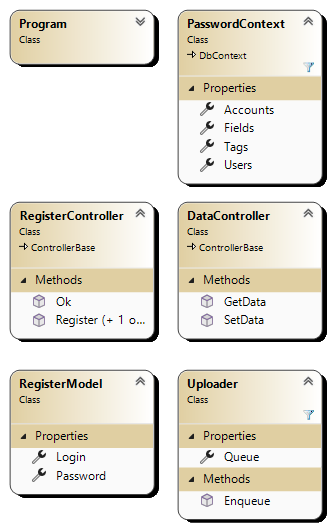 Program
Class
PasswordContext
Class
DbContext
Properties
Accounts
Fields
Tags
Users
RegisterController
Class
ControllerBase
Methods
Ok
Register (+ 1 o...
DataController
Class
ControllerBase
Methods
GetData
SetData
RegisterModel
Class
Properties
Login
Password
Uploader
Class
Properties
Queue
Methods
Enqueue